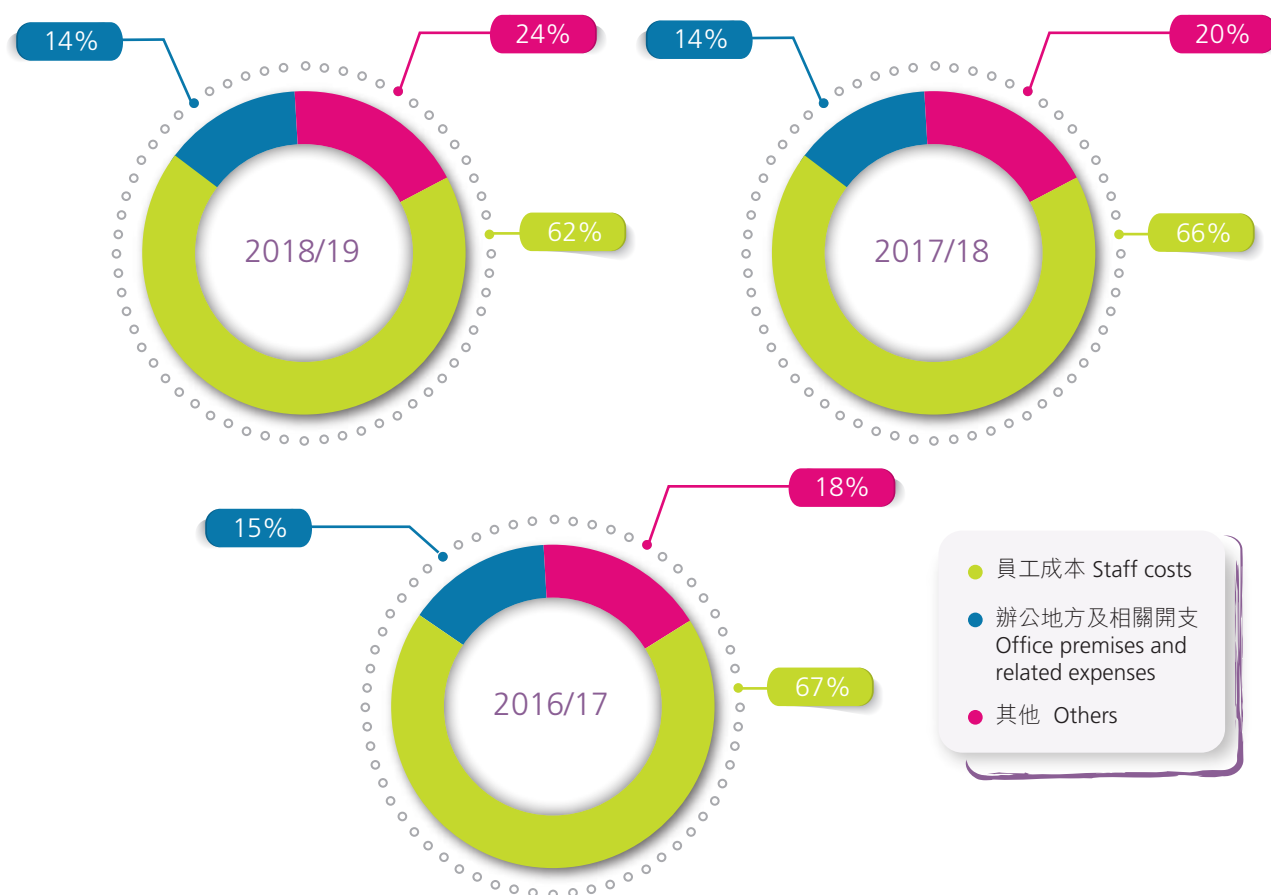 14%
24%
62%
2018/19
14%
20%
66%
2017/18
15%
18%
67%
2016/17
員工成本 Staff costs
辦公地方及相關開支
Office premises and
related expenses
其他 Others